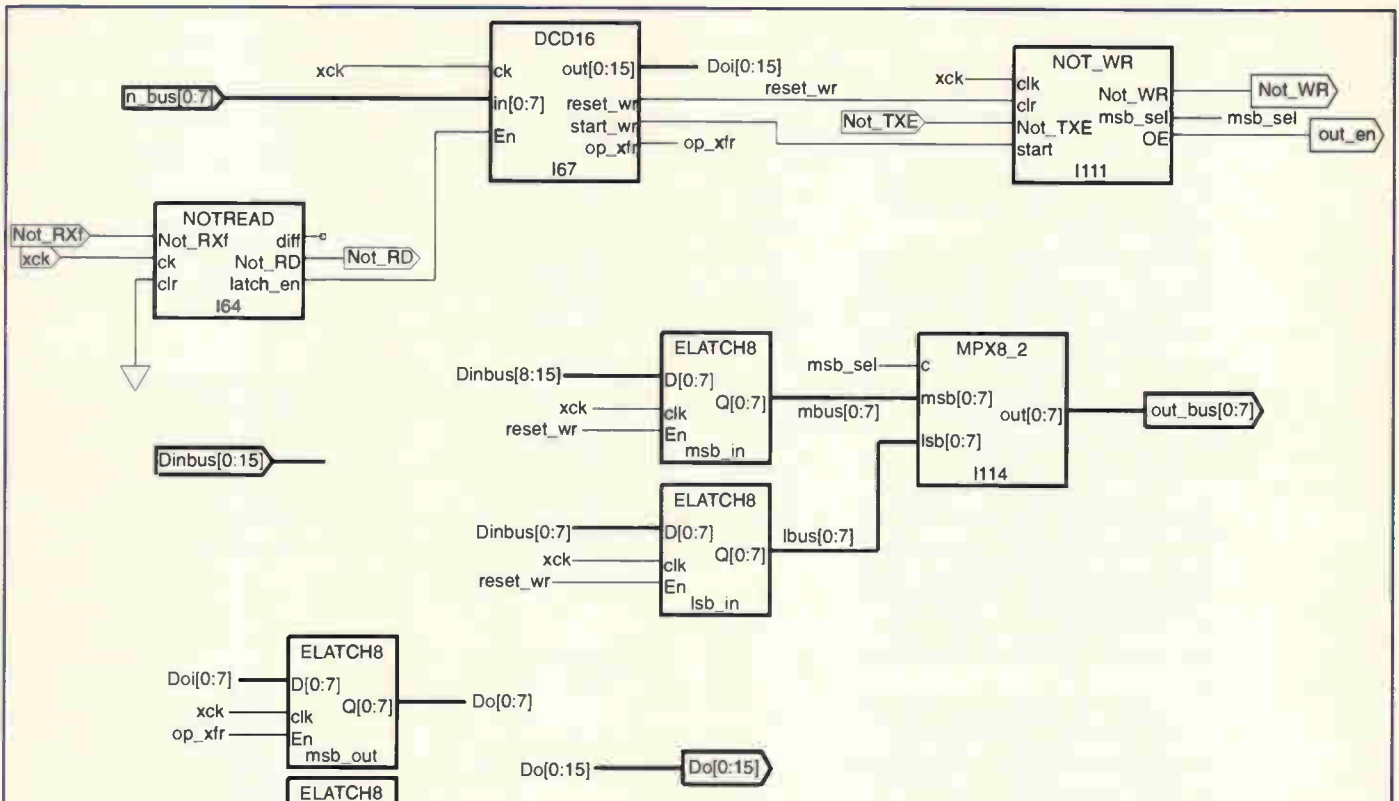 DCD16
xck
ck
out[0:15]
Doi[0:15]
n_bus[0:7]
in[0:7]
reset_wr
reset_wr
start_wr
En
op_xfr
op_xfr
I67
NOT_WR
xck
clk
Not_WR
Not_WR
clr
msb_sel
msb_sel
Not_TXE
Not_TXE
OE
out_en
start
I111
NOTREAD
Not_RXf
Not_RXf
diff
xck
ck
Not_RD
Not_RD
clr
latch_en
I64
ELATCH8
Dinbus[8:15]
D[0:7]
Q[0:7]
mbus[0:7]
xck
clk
reset_wr
En
msb_in
MPX8_2
msb_sel
c
msb[0:7]
out[0:7]
out_bus[0:7]
lsb[0:7]
I114
Dinbus[0:15]
ELATCH8
Dinbus[0:7]
D[0:7]
Q[0:7]
lbus[0:7]
xck
clk
reset_wr
En
lsb_in
ELATCH8
Doi[0:7]
D[0:7]
Q[0:7]
Do[0:7]
xck
clk
op_xfr
En
msb_out
Do[0:15]
Do[0:15]
ELATCH8